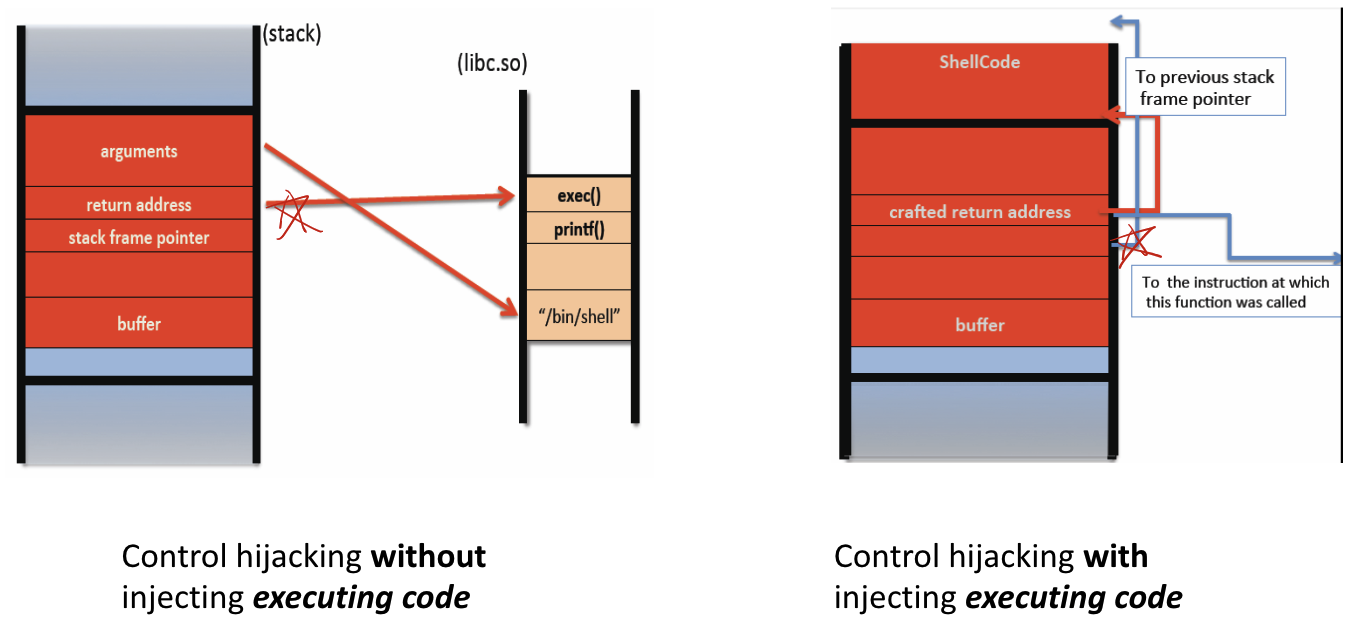 (stack)
(libc.so)
arguments
return address
stack frame pointer
buffer
exec()
printf()
“/bin/shell”
Control hijacking without
injecting executing code
ShellCode
To previous stack
frame pointer
crafted return address
To the instruction at which
this function was called
buffer
Control hijacking with
injecting executing code